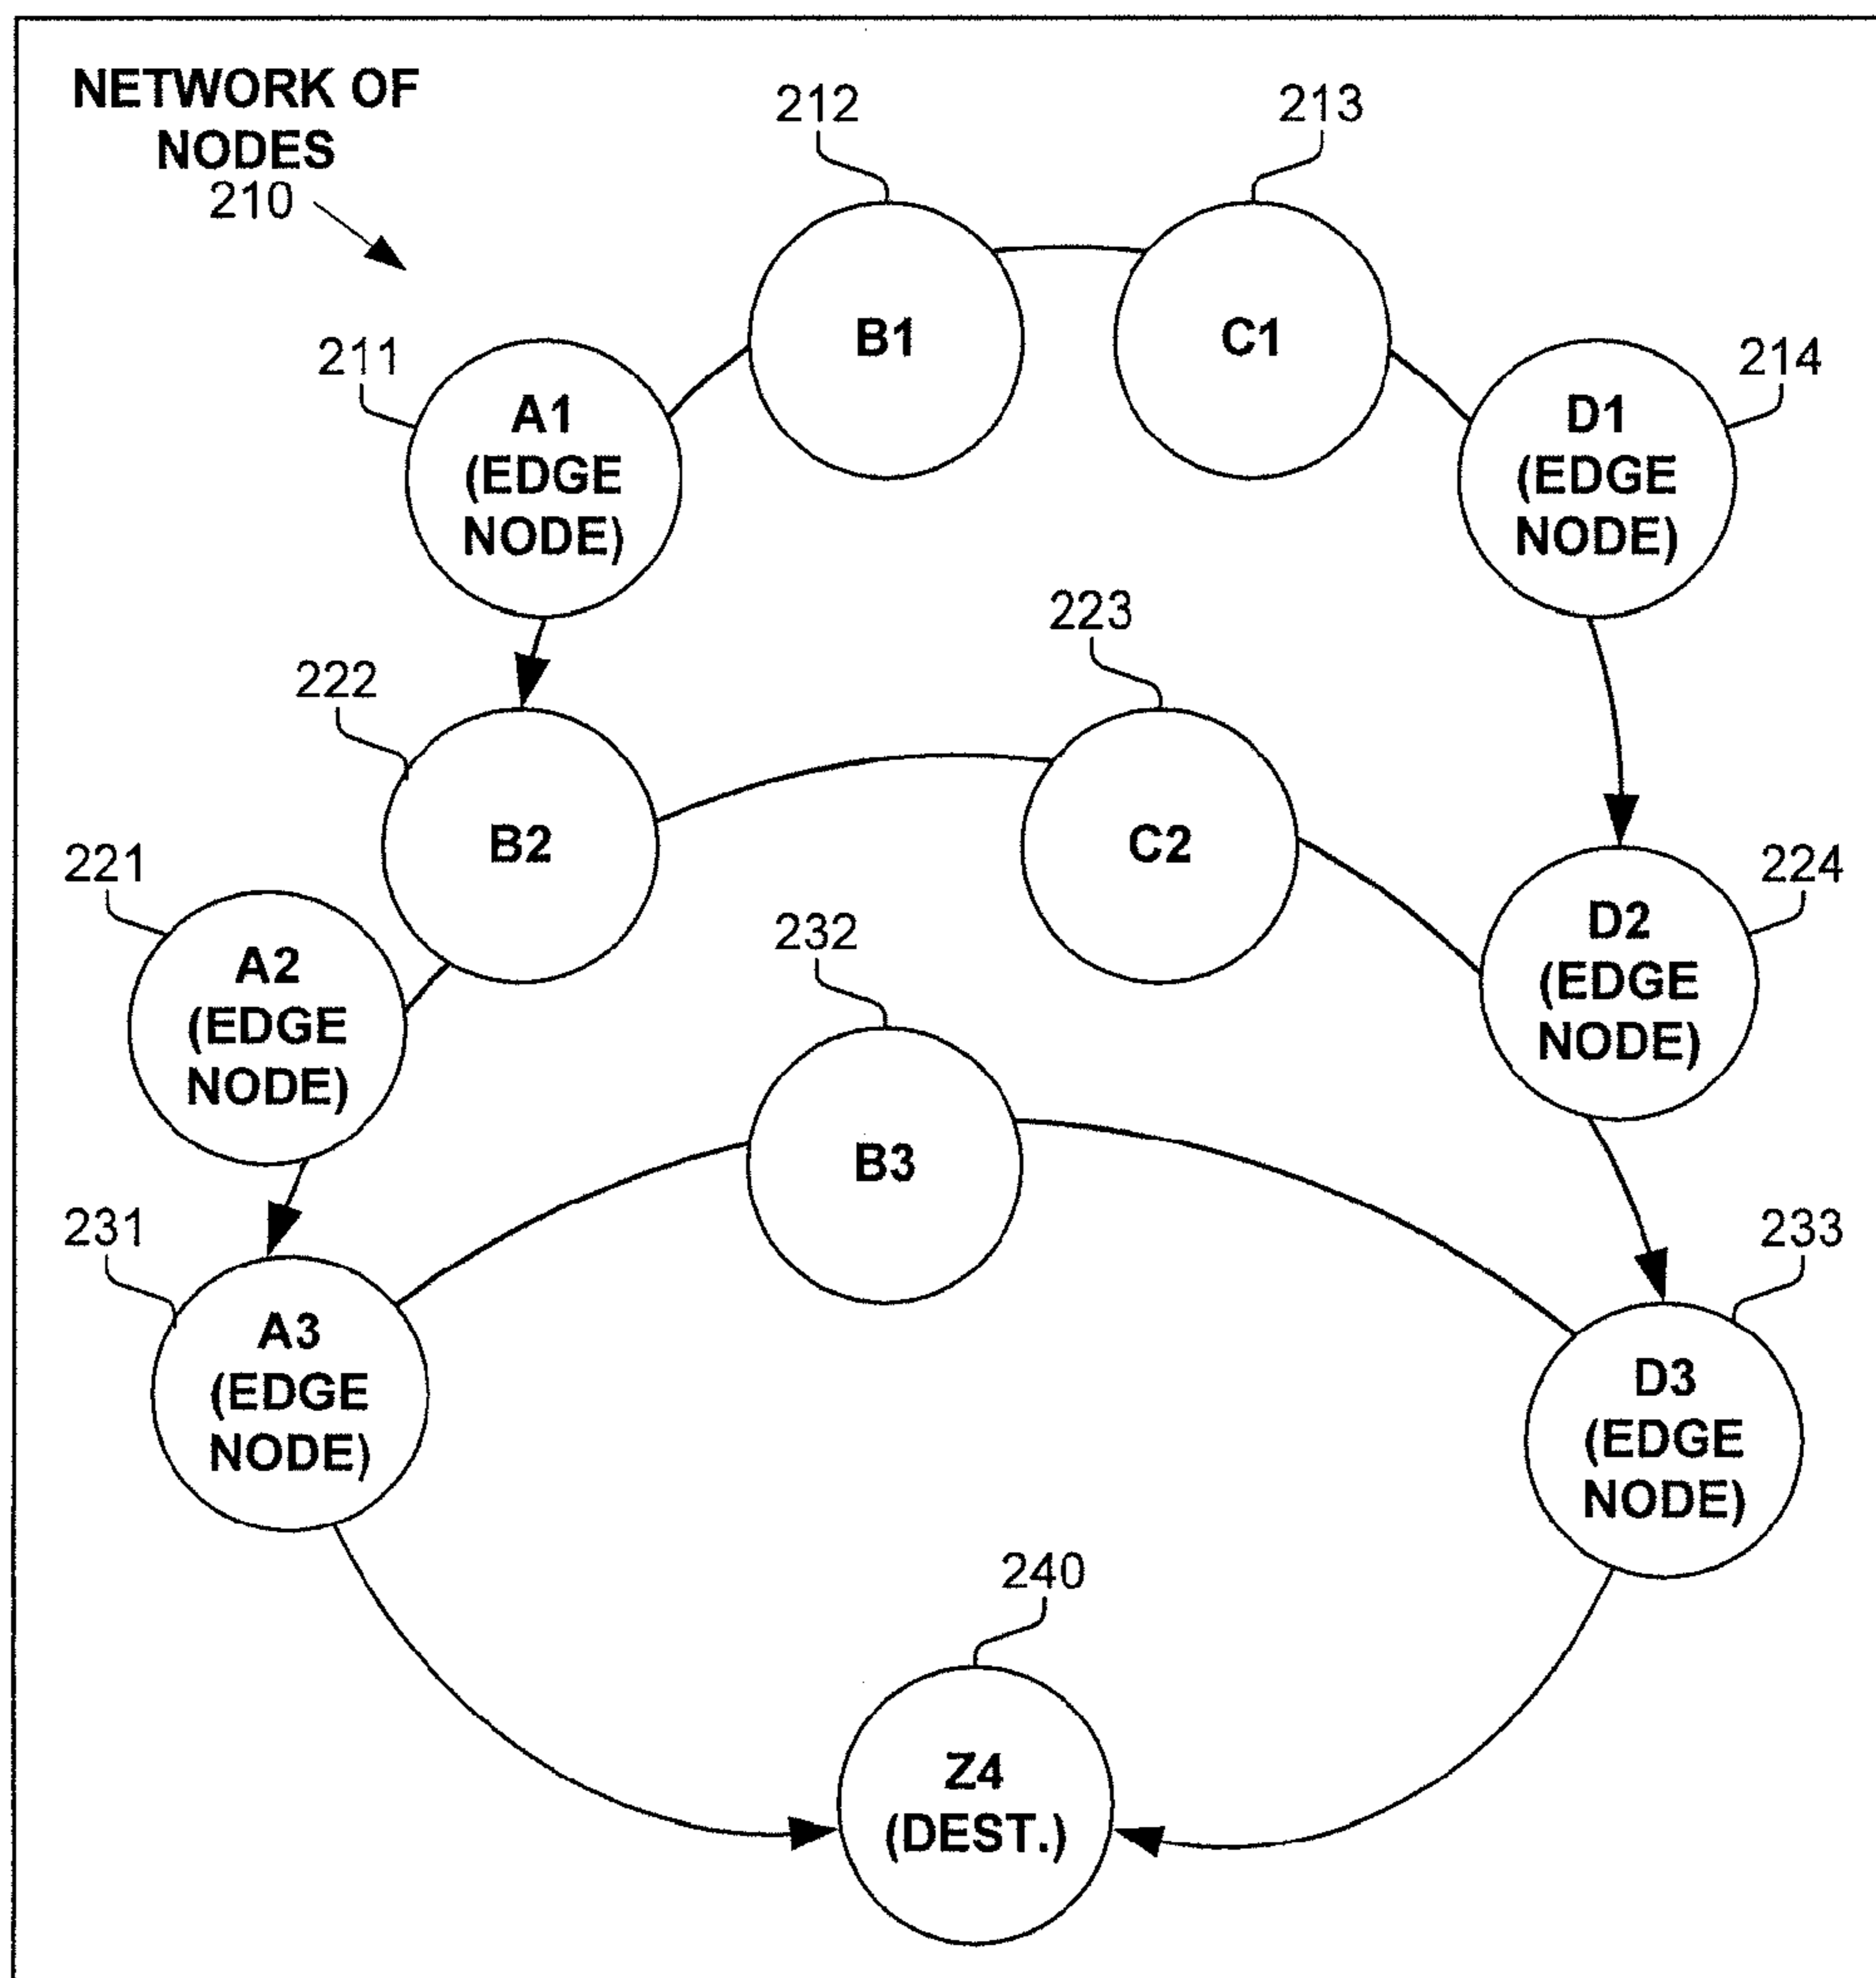 NETWORK OF
NODES
210
212
213
B1
C1
211
A1
(EDGE
NODE)
214
D1
(EDGE
NODE)
222
B2
223
C2
221
A2
(EDGE
NODE)
224
D2
(EDGE
NODE)
232
B3
231
A3
(EDGE
NODE)
233
D3
(EDGE
NODE)
240
Z4
(DEST.)